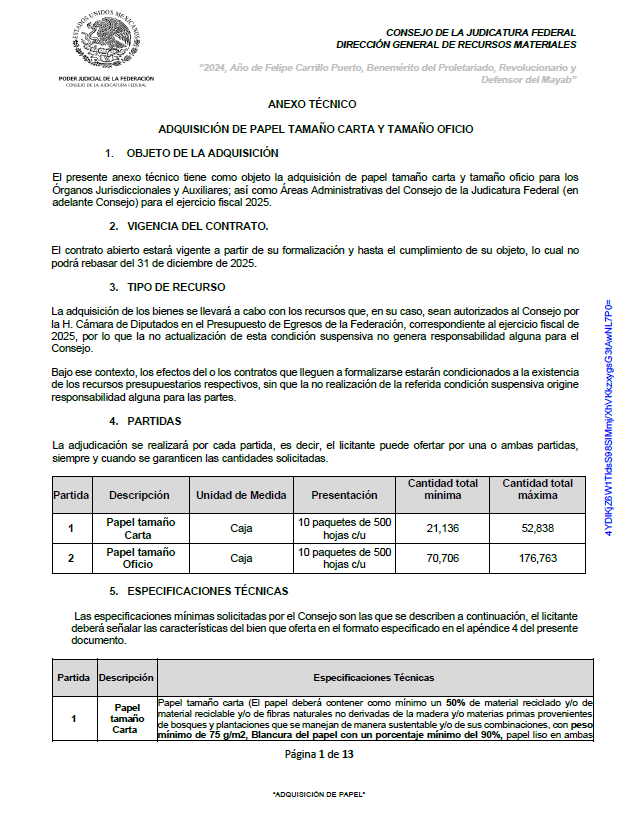 ESTADOS UNIDOS MEXICANOS
PODER JUDICIAL DE LA FEDERACIÓN
CONSEJO DE LA JUDICATURA FEDERAL
CONSEJO DE LA JUDICATURA FEDERAL
DIRECCIÓN GENERAL DE RECURSOS MATERIALES
“2024, Año de Felipe Carrillo Puerto, Benemérito del Proletariado, Revolucionario y
Defensor del Mayab”
ANEXO TÉCNICO
ADQUISICIÓN DE PAPEL TAMAÑO CARTA Y TAMAÑO OFICIO
1. OBJETO DE LA ADQUISICIÓN
El presente anexo técnico tiene como objeto la adquisición de papel tamaño carta y tamaño oficio para los
Órganos Jurisdiccionales y Auxiliares; así como Áreas Administrativas del Consejo de la Judicatura Federal (en
adelante Consejo) para el ejercicio fiscal 2025.
2. VIGENCIA DEL CONTRATO.
El contrato abierto estará vigente a partir de su formalización y hasta el cumplimiento de su objeto, lo cual no
podrá rebasar del 31 de diciembre de 2025.
3. TIPO DE RECURSO
La adquisición de los bienes se llevará a cabo con los recursos que, en su caso, sean autorizados al Consejo por
la H. Cámara de Diputados en el Presupuesto de Egresos de la Federación, correspondiente al ejercicio fiscal de
2025, por lo que la no actualización de esta condición suspensiva no genera responsabilidad alguna para el
Consejo.
Bajo ese contexto, los efectos del o los contratos que lleguen a formalizarse estarán condicionados a la existencia
de los recursos presupuestarios respectivos, sin que la no realización de la referida condición suspensiva origine
responsabilidad alguna para las partes.
4. PARTIDAS
La adjudicación se realizará por cada partida, es decir, el licitante puede ofertar por una o ambas partidas,
siempre y cuando se garanticen las cantidades solicitadas.
Partida Descripción Unidad de Medida Presentación Cantidad total mínima Cantidad total máxima
1 Papel tamaño Carta Caja 10 paquetes de 500 hojas c/u 21,136 52,838
2 Papel tamaño Oficio Caja 10 paquetes de 500 hojas c/u 70,706 176,763
5. ESPECIFICACIONES TÉCNICAS
Las especificaciones mínimas solicitadas por el Consejo son las que se describen a continuación, el licitante
deberá señalar las características del bien que oferta en el formato especificado en el apéndice 4 del presente
documento.
Partida Descripción Especificaciones Técnicas
1 Papel tamaño Carta
Papel tamaño carta (El papel deberá contener como mínimo un 50% de material reciclado y/o de
material reciclable y/o de fibras naturales no derivadas de la madera y/o materias primas provenientes
de bosques y plantaciones que se manejan de manera sustentable y/o de sus combinaciones, con peso
mínimo de 75 g/m2, Blancura del papel con un porcentaje mínimo del 90%, papel liso en ambas
Página 1 de 13
"ADQUISICIÓN DE PAPEL"